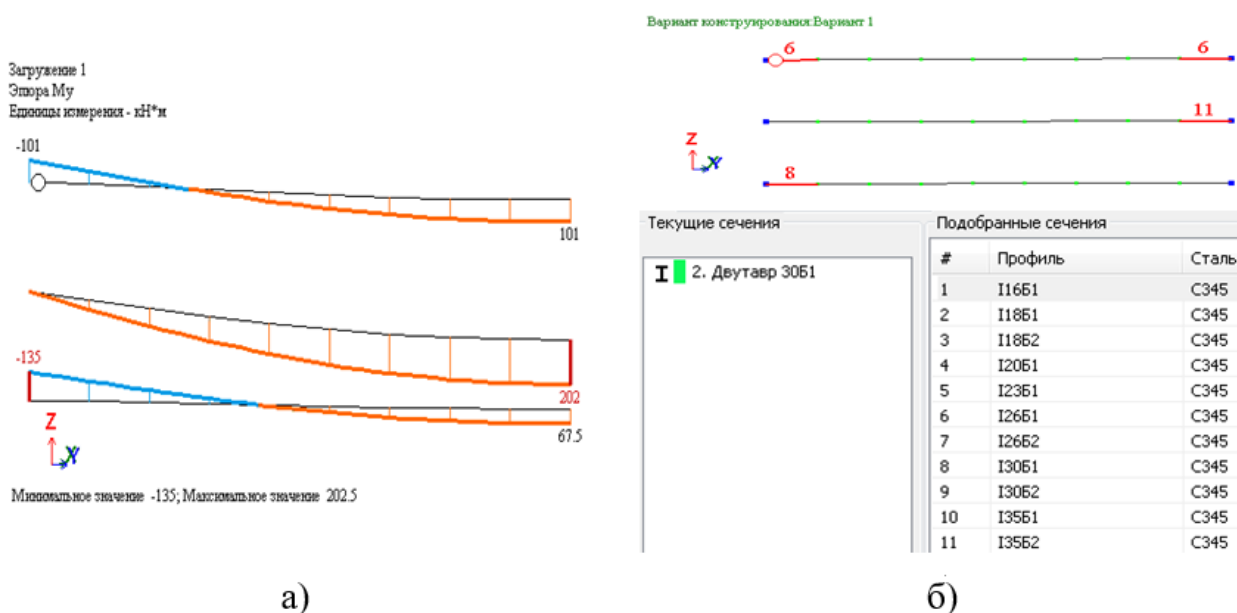 Загружение 1
Эпюра My
Единицы измерения - кН*м
-101
101
-135
202
67.5
Z
Y
X
Минимальное значение -135; Максимальное значение 202.5
а)
Вариант конструирования:Вариант 1
6
6
11
8
Z
Y
X
Текущие сечения
2. Двутавр 30Б1
Подобранные сечения
# Профиль Сталь
1 I16Б1 С345
2 I18Б1 С345
3 I18Б2 С345
4 I20Б1 С345
5 I23Б1 С345
6 I26Б1 С345
7 I26Б2 С345
8 I30Б1 С345
9 I30Б2 С345
10 I35Б1 С345
11 I35Б2 С345
б)